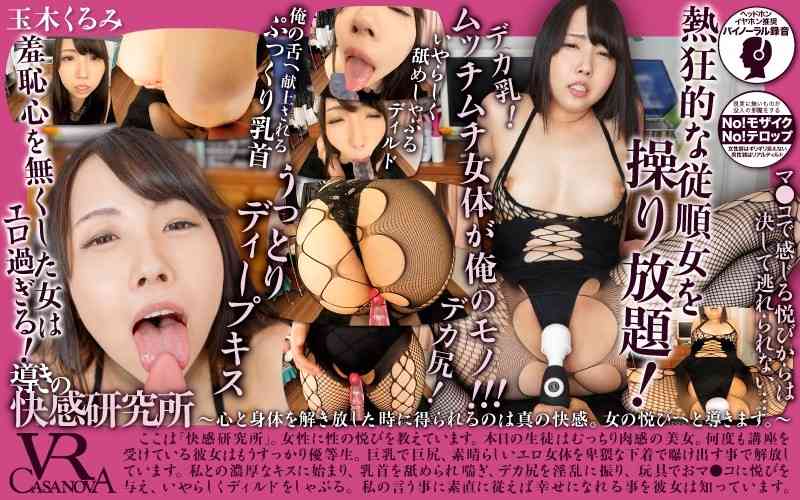 玉木くるみ
羞恥心を無くした女は
エロ過ぎる!
俺の舌へ献上される
ぷっくり乳首
うっとり
ディープキス
いやらしく
舐めしゃぶる
ディルド
デカ乳!
ムッチムチ女体が俺のモノ!!!
デカ尻!
熱狂的な従順女を
操り放題!
マ●コで感じる悦びからは
決して逃れられない…
ヘッドホン
イヤホン推奨
バイノーラル録音
No!モザイク
No!テロップ
導きの
快感研究所
~心と身体を解き放した時に得られるのは真の快感。女の悦びへと導きます。~
VR
CASANOVA
ここは「快感研究所」。女性に性の悦びを教えています。本日の生徒はむっちり肉感の美女。何度も講座を
受けている彼女はもうすっかり優等生。巨乳で巨尻、素晴らしいエロ女体を卑猥な下着で曝け出す事で解放し
ています。私との濃厚なキスに始まり、乳首を舐められ喘ぎ、デカ尻を淫乱に振り、玩具でおマ●コに悦びを
与え、いやらしくディルドをしゃぶる。私の言う事に素直に従えば幸せになれる事を彼女は知っています。